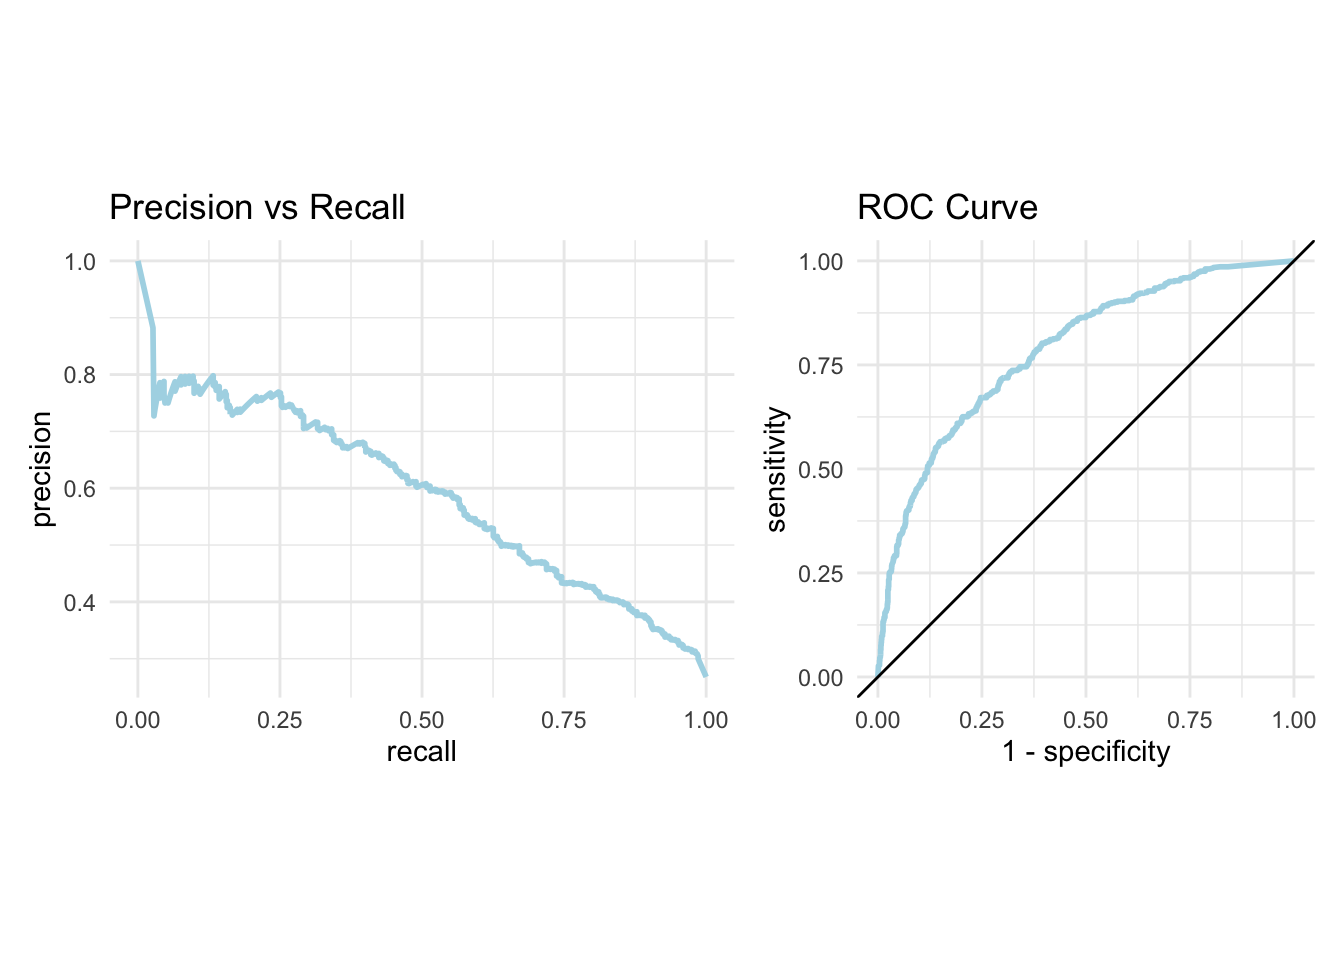 Precision vs Recall
1.0
0.8
0.6
0.4
precision
0.00 0.25 0.50 0.75 1.00
recall
ROC Curve
1.00
0.75
0.50
0.25
0.00
sensitivity
0.00 0.25 0.50 0.75 1.00
1 - specificity